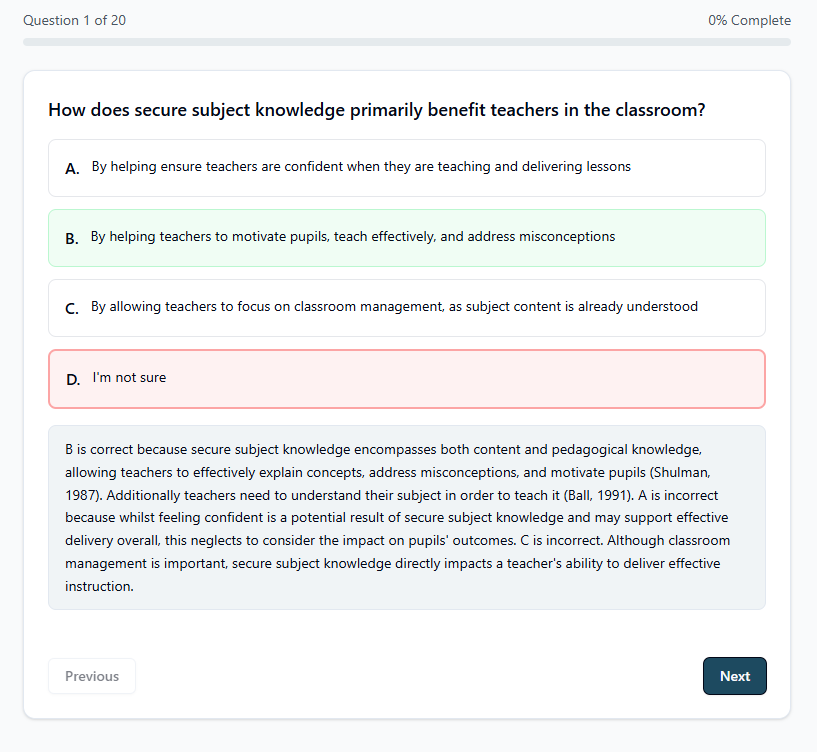 Question 1 of 20
0% Complete
How does secure subject knowledge primarily benefit teachers in the classroom?
A. By helping ensure teachers are confident when they are teaching and delivering lessons
B. By helping teachers to motivate pupils, teach effectively, and address misconceptions
C. By allowing teachers to focus on classroom management, as subject content is already understood
D. I'm not sure
B is correct because secure subject knowledge encompasses both content and pedagogical knowledge,
allowing teachers to effectively explain concepts, address misconceptions, and motivate pupils (Shulman,
1987). Additionally teachers need to understand their subject in order to teach it (Ball, 1991). A is incorrect
because whilst feeling confident is a potential result of secure subject knowledge and may support effective
delivery overall, this neglects to consider the impact on pupils' outcomes. C is incorrect. Although classroom
management is important, secure subject knowledge directly impacts a teacher's ability to deliver effective
instruction.
Previous
Next